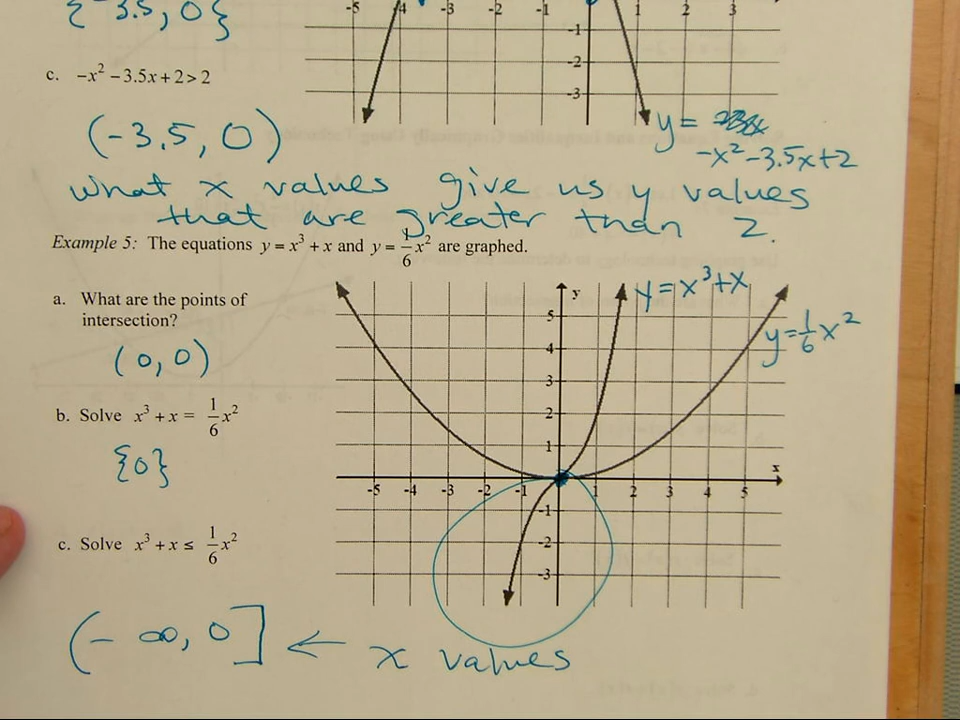 {-3.5, 0}
-5 -4 -3 -2 -1 1 2 3
-1
-2
-3
c. -x² - 3.5x + 2 > 2
(-3.5, 0)
y =
-x² - 3.5x + 2
what x values give us y values
that are greater than 2.
Example 5: The equations y = x³ + x and y = 1/6 x² are graphed.
a. What are the points of
intersection?
(0, 0)
b. Solve x³ + x = 1/6 x²
{0}
c. Solve x³ + x ≤ 1/6 x²
(-∞, 0] ← x values
y = x³ + x
y = 1/6 x²
y
5
4
3
2
1
x
-5 -4 -3 -2 -1 1 2 3 4 5
-1
-2
-3